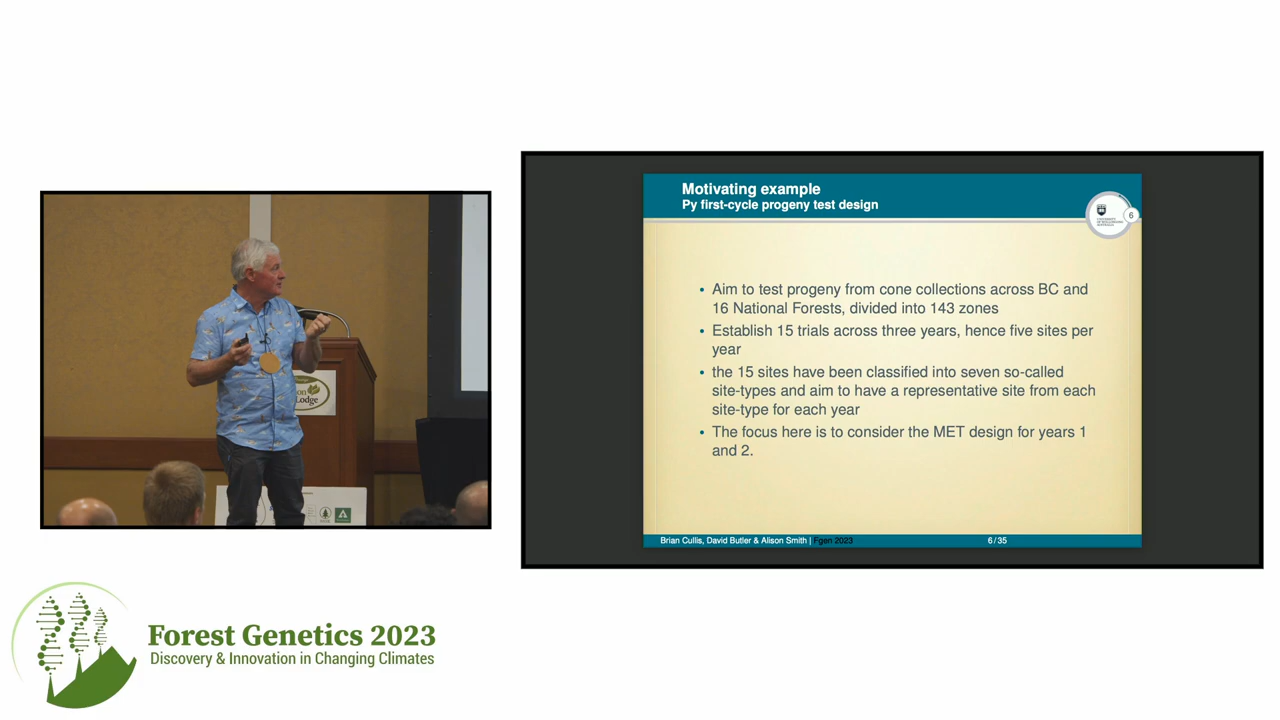 Motivating example
Py first-cycle progeny test design
6
• Aim to test progeny from cone collections across BC and
16 National Forests, divided into 143 zones
• Establish 15 trials across three years, hence five sites per
year
• the 15 sites have been classified into seven so-called
site-types and aim to have a representative site from each
site-type for each year
• The focus here is to consider the MET design for years 1
and 2.
Brian Cullis, David Butler & Alison Smith | Fgen 2023
6 / 35
Lodge
Forest Genetics 2023
Discovery & Innovation in Changing Climates